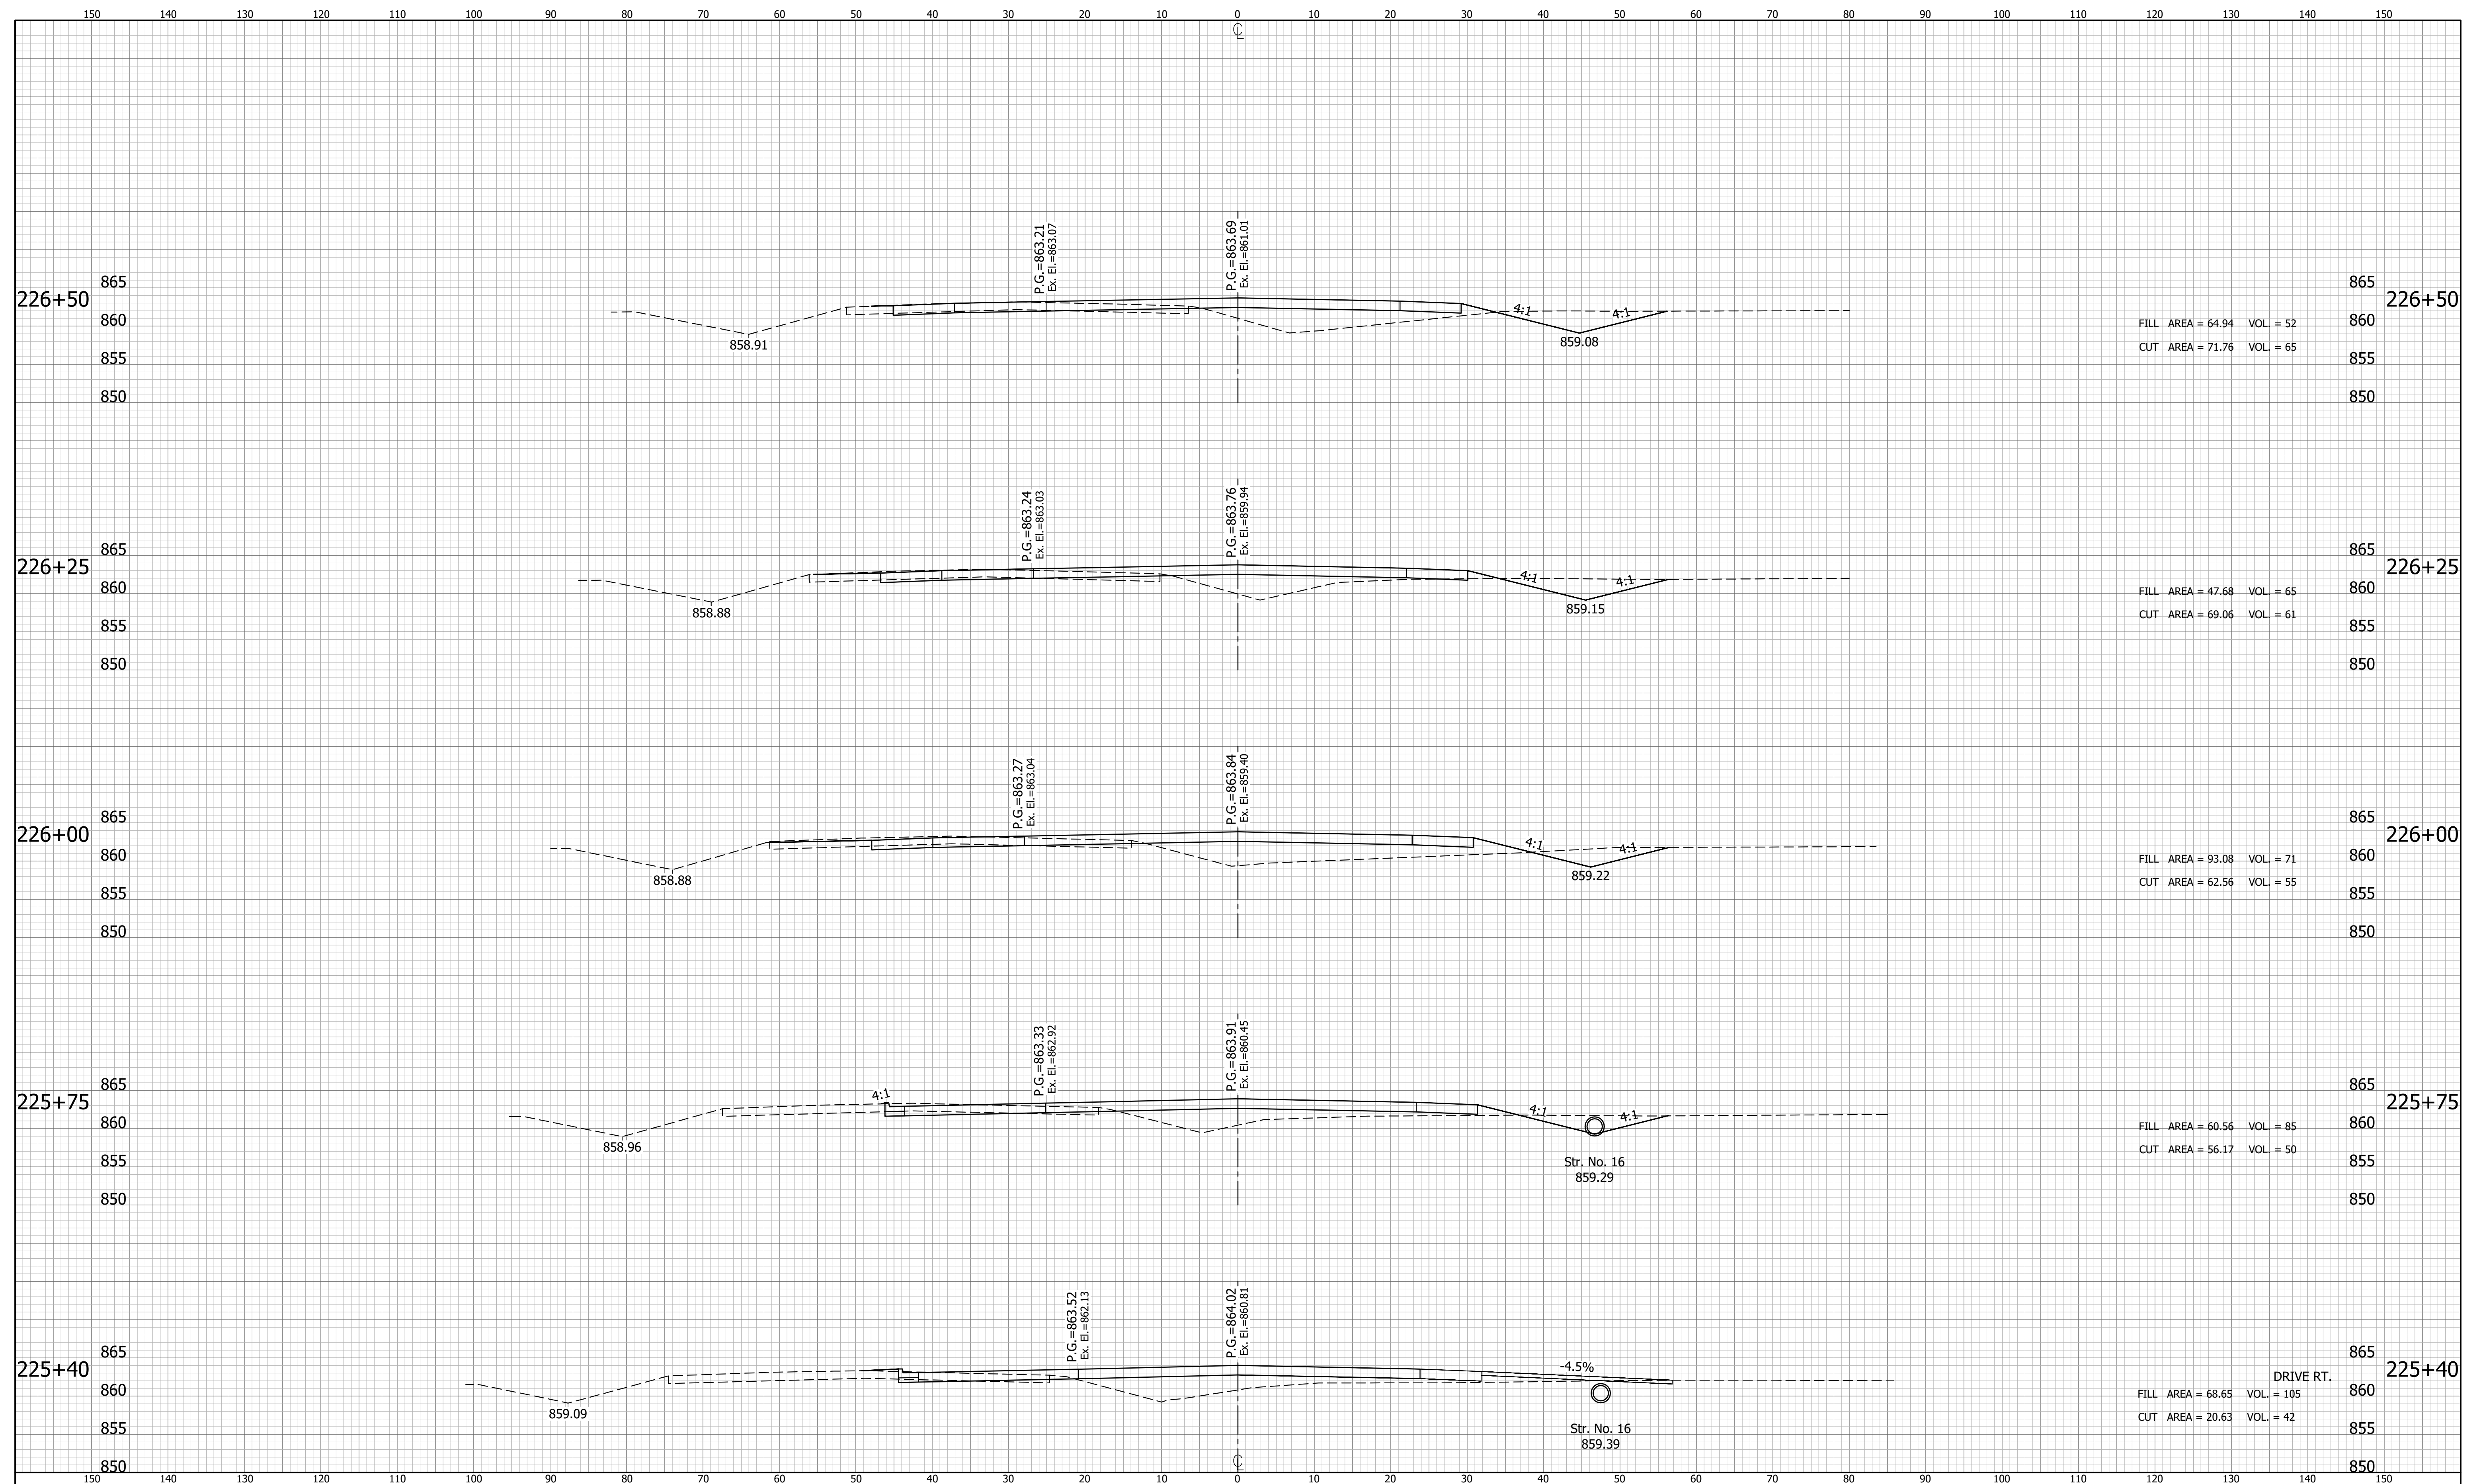 150 140 130 120 110 100 90 80 70 60 50 40 30 20 10 0 10 20 30 40 50 60 70 80 90 100 110 120 130 140 150
℄
P.G.=863.21
Ex. El.=863.07
P.G.=863.69
Ex. El.=861.01
226+50
865
860
855
850
858.91
4:1
4:1
859.08
FILL AREA = 64.94 VOL. = 52
CUT AREA = 71.76 VOL. = 65
865
860
855
850
226+50
P.G.=863.24
Ex. El.=863.03
P.G.=863.76
Ex. El.=859.94
226+25
865
860
855
850
858.88
4:1
4:1
859.15
FILL AREA = 47.68 VOL. = 65
CUT AREA = 69.06 VOL. = 61
865
860
855
850
226+25
P.G.=863.27
Ex. El.=863.04
P.G.=863.84
Ex. El.=859.40
226+00
865
860
855
850
858.88
4:1
4:1
859.22
FILL AREA = 93.08 VOL. = 71
CUT AREA = 62.56 VOL. = 55
865
860
855
850
226+00
P.G.=863.33
Ex. El.=862.92
P.G.=863.91
Ex. El.=860.45
225+75
865
860
855
850
4:1
858.96
4:1
4:1
Str. No. 16
859.29
FILL AREA = 60.56 VOL. = 85
CUT AREA = 56.17 VOL. = 50
865
860
855
850
225+75
P.G.=863.52
Ex. El.=862.13
P.G.=864.02
Ex. El.=860.81
225+40
865
860
855
850
859.09
-4.5%
Str. No. 16
859.39
DRIVE RT.
FILL AREA = 68.65 VOL. = 105
CUT AREA = 20.63 VOL. = 42
865
860
855
850
225+40
℄
150 140 130 120 110 100 90 80 70 60 50 40 30 20 10 0 10 20 30 40 50 60 70 80 90 100 110 120 130 140 150